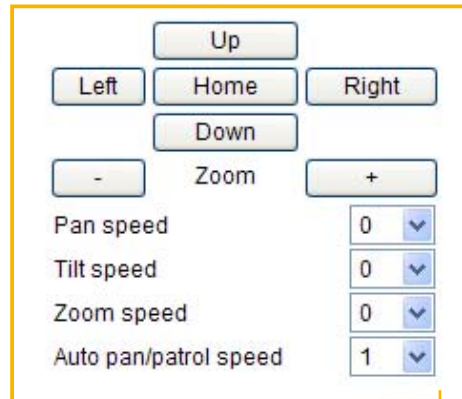 Up
Left Home Right
Down
- Zoom +
Pan speed 0
Tilt speed 0
Zoom speed 0
Auto pan/patrol speed 1